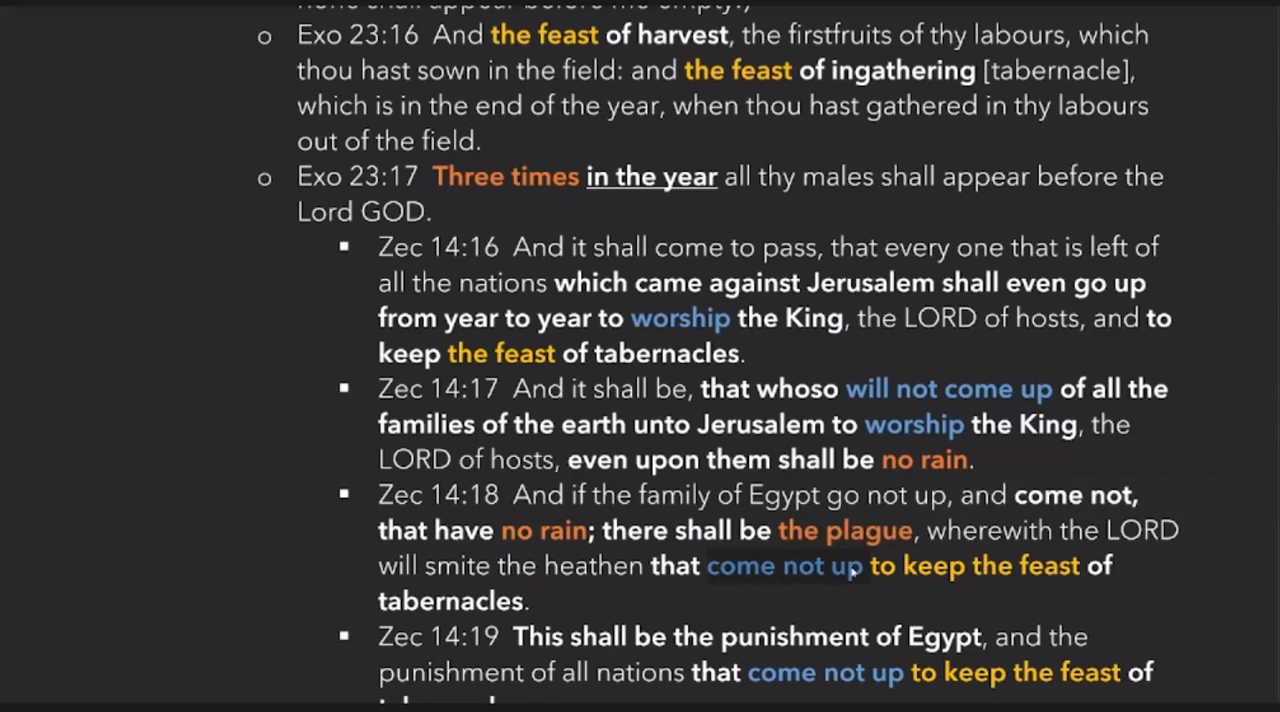 o Exo 23:16 And the feast of harvest, the firstfruits of thy labours, which
thou hast sown in the field: and the feast of ingathering [tabernacle],
which is in the end of the year, when thou hast gathered in thy labours
out of the field.
o Exo 23:17 Three times in the year all thy males shall appear before the
Lord GOD.
▪ Zec 14:16 And it shall come to pass, that every one that is left of
all the nations which came against Jerusalem shall even go up
from year to year to worship the King, the LORD of hosts, and to
keep the feast of tabernacles.
▪ Zec 14:17 And it shall be, that whoso will not come up of all the
families of the earth unto Jerusalem to worship the King, the
LORD of hosts, even upon them shall be no rain.
▪ Zec 14:18 And if the family of Egypt go not up, and come not,
that have no rain; there shall be the plague, wherewith the LORD
will smite the heathen that come not up to keep the feast of
tabernacles.
▪ Zec 14:19 This shall be the punishment of Egypt, and the
punishment of all nations that come not up to keep the feast of